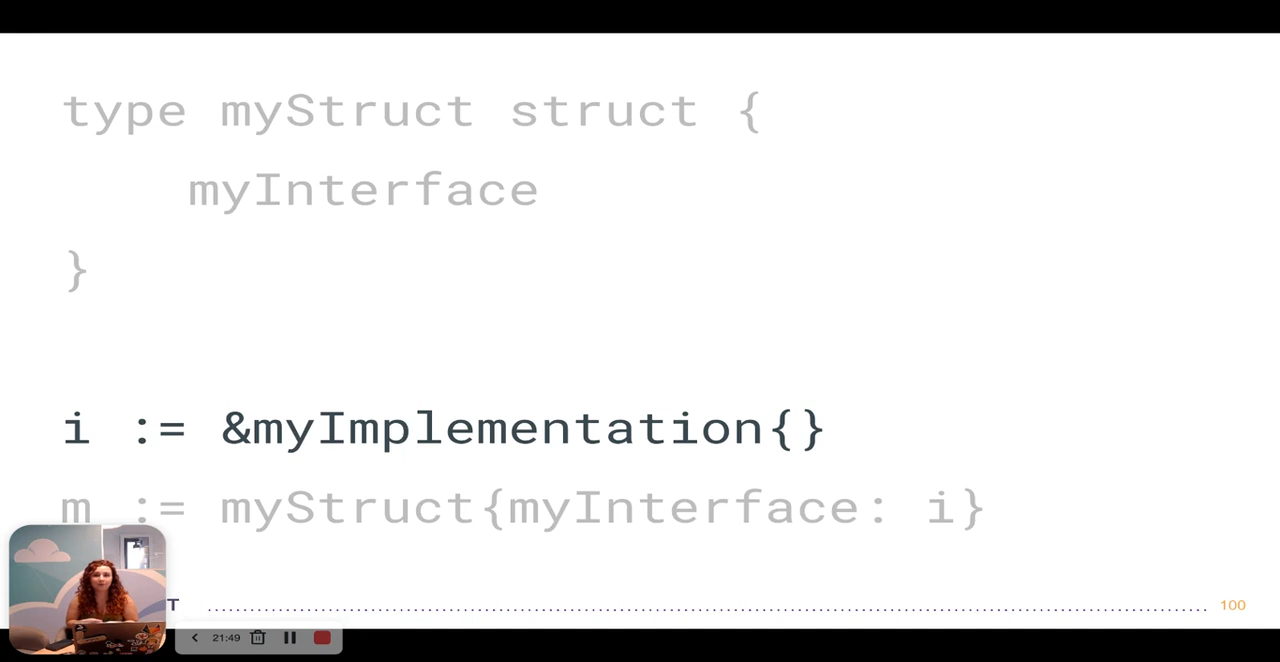 type myStruct struct {
    myInterface
}
i := &myImplementation{}
m := myStruct{myInterface: i}
T
100
21:49